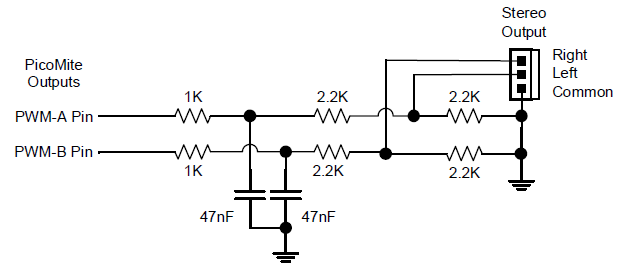 Stereo
Output
PicoMite
Outputs
Right
Left
Common
1K
2.2K
2.2K
PWM-A Pin
PWM-B Pin
1K
2.2K
2.2K
47nF
47nF